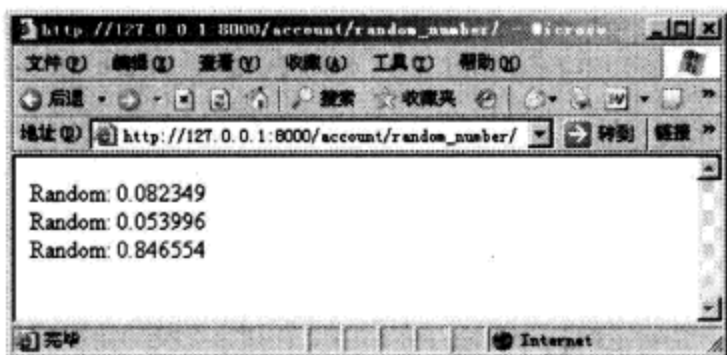 http://127.0.0.1:8000/account/random_number/ - Microso
文件(F) 编辑(E) 查看(V) 收藏(A) 工具(T) 帮助(H)
后退 搜索 收藏夹
地址(D) http://127.0.0.1:8000/account/random_number/ 转到 链接 »
Random: 0.082349
Random: 0.053996
Random: 0.846554
完毕 Internet